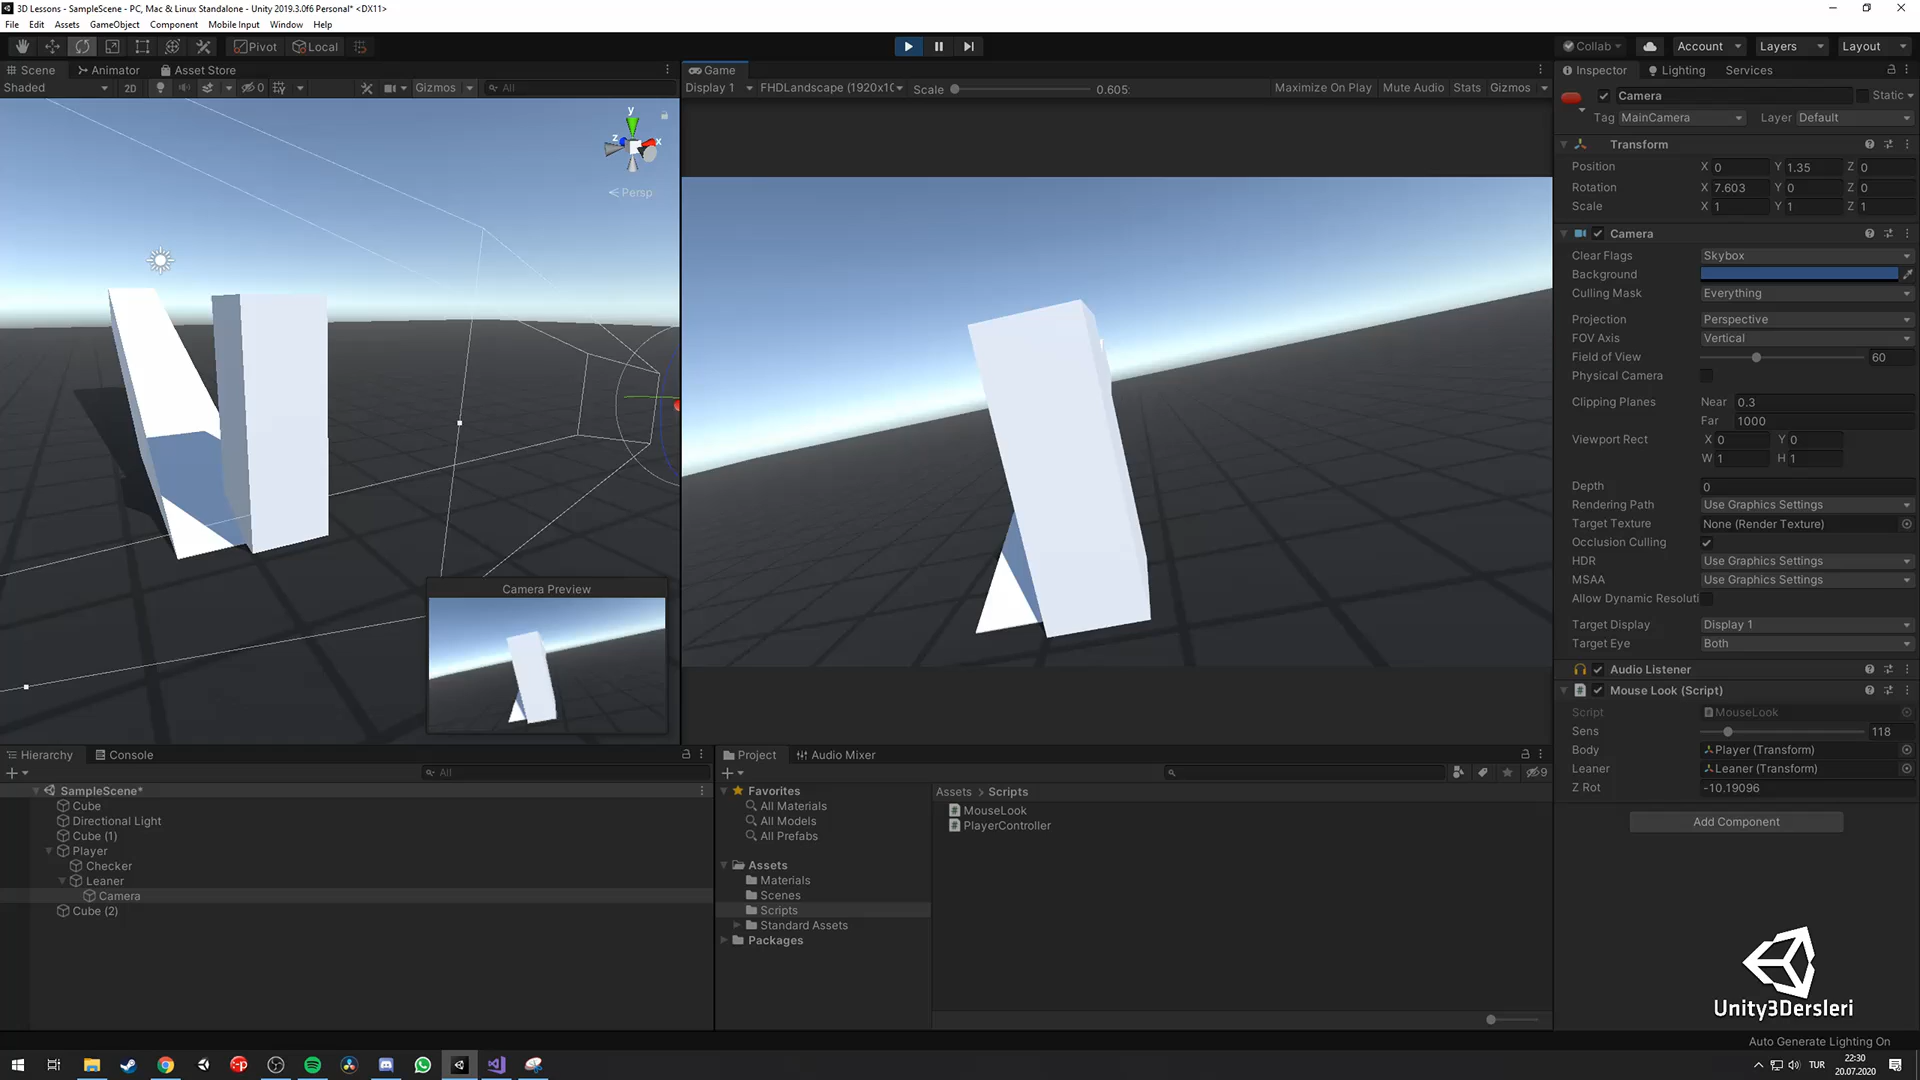 3D Lessons - SampleScene - PC, Mac & Linux Standalone - Unity 2019.3.0f6 Personal* <DX11>
File Edit Assets GameObject Component Mobile Input Window Help
Pivot Local Collab Account Layers Layout
Scene Animator Asset Store
Shaded 2D 0 Gizmos All
y
z
x
Persp
Camera Preview
Game
Display 1 FHDLandscape (1920x1C Scale 0.605: Maximize On Play Mute Audio Stats Gizmos
Inspector Lighting Services
Camera Static
Tag MainCamera Layer Default
Transform
Position X 0 Y 1.35 Z 0
Rotation X 7.603 Y 0 Z 0
Scale X 1 Y 1 Z 1
Camera
Clear Flags Skybox
Background
Culling Mask Everything
Projection Perspective
FOV Axis Vertical
Field of View 60
Physical Camera
Clipping Planes Near 0.3
Far 1000
Viewport Rect X 0 Y 0
W 1 H 1
Depth 0
Rendering Path Use Graphics Settings
Target Texture None (Render Texture)
Occlusion Culling
HDR Use Graphics Settings
MSAA Use Graphics Settings
Allow Dynamic Resoluti
Target Display Display 1
Target Eye Both
Audio Listener
# Mouse Look (Script)
Script MouseLook
Sens 118
Body Player (Transform)
Leaner Leaner (Transform)
Z Rot -10.19096
Add Component
Hierarchy Console
All
SampleScene*
Cube
Directional Light
Cube (1)
Player
Checker
Leaner
Camera
Cube (2)
Project Audio Mixer
9
Favorites
All Materials
All Models
All Prefabs
Assets
Materials
Scenes
Scripts
Standard Assets
Packages
Assets > Scripts
MouseLook
PlayerController
Unity3Dersleri
Auto Generate Lighting On
TUR
22:30
20.07.2020